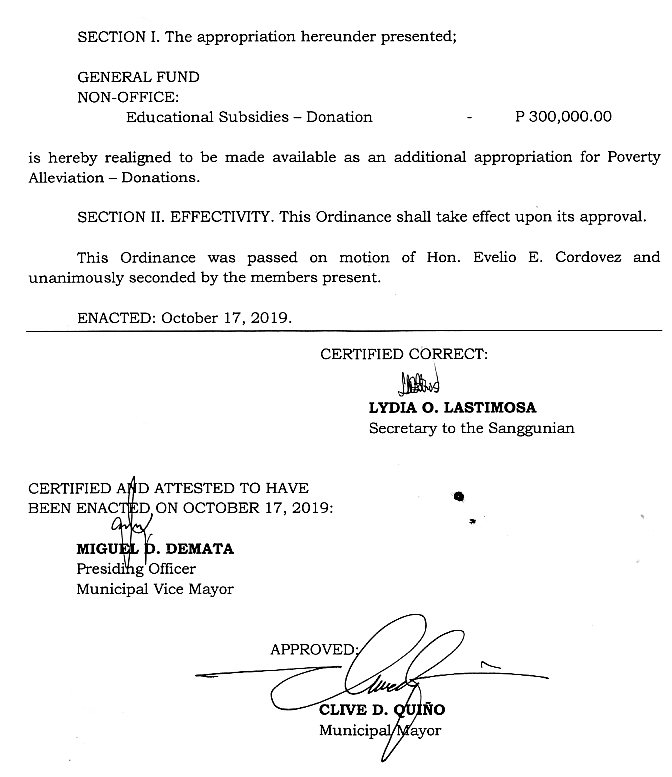 SECTION I. The appropriation hereunder presented;
GENERAL FUND
NON-OFFICE:
Educational Subsidies – Donation - P 300,000.00
is hereby realigned to be made available as an additional appropriation for Poverty
Alleviation – Donations.
SECTION II. EFFECTIVITY. This Ordinance shall take effect upon its approval.
This Ordinance was passed on motion of Hon. Evelio E. Cordovez and
unanimously seconded by the members present.
ENACTED: October 17, 2019.
CERTIFIED CORRECT:
LYDIA O. LASTIMOSA
Secretary to the Sanggunian
CERTIFIED AND ATTESTED TO HAVE
BEEN ENACTED ON OCTOBER 17, 2019:
MIGUEL D. DEMATA
Presiding Officer
Municipal Vice Mayor
APPROVED:
CLIVE D. QUIÑO
Municipal Mayor